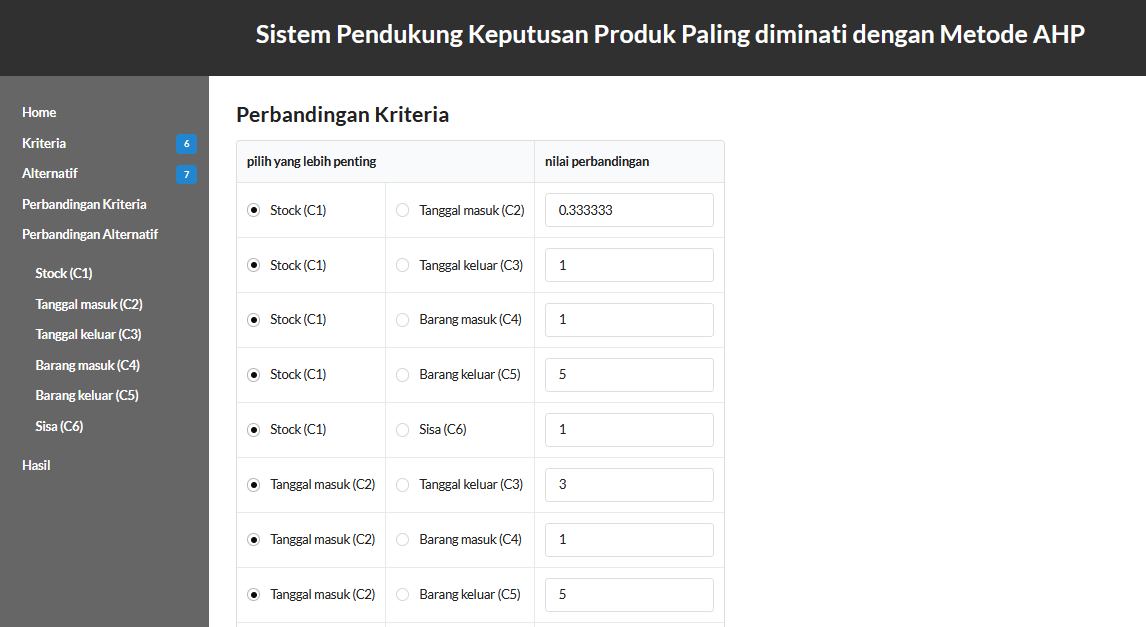 Sistem Pendukung Keputusan Produk Paling diminati dengan Metode AHP
Home
Kriteria 6
Alternatif 7
Perbandingan Kriteria
Perbandingan Alternatif
Stock (C1)
Tanggal masuk (C2)
Tanggal keluar (C3)
Barang masuk (C4)
Barang keluar (C5)
Sisa (C6)
Hasil
Perbandingan Kriteria
pilih yang lebih penting nilai perbandingan
Stock (C1) Tanggal masuk (C2) 0.333333
Stock (C1) Tanggal keluar (C3) 1
Stock (C1) Barang masuk (C4) 1
Stock (C1) Barang keluar (C5) 5
Stock (C1) Sisa (C6) 1
Tanggal masuk (C2) Tanggal keluar (C3) 3
Tanggal masuk (C2) Barang masuk (C4) 1
Tanggal masuk (C2) Barang keluar (C5) 5